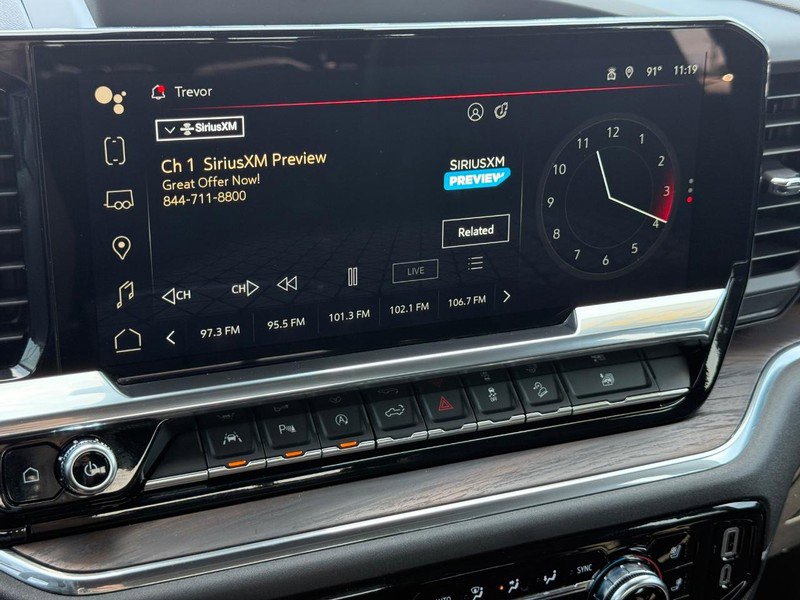 Trevor
91° 11:19
SiriusXM
Ch 1 SiriusXM Preview
Great Offer Now!
844-711-8800
SIRIUSXM
PREVIEW
Related
12
1
2
3
4
5
6
7
8
9
10
11
CH
CH
LIVE
97.3 FM
95.5 FM
101.3 FM
102.1 FM
106.7 FM
P
A
OFF
AUTO
SYNC